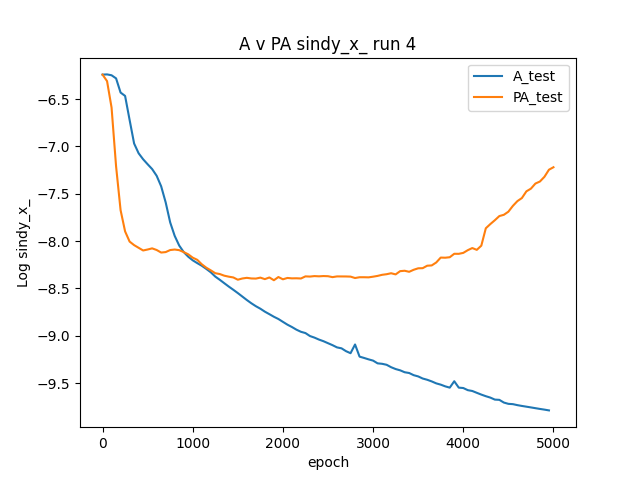 A v PA sindy_x_ run 4
A_test
PA_test
Log sindy_x_
−6.5
−7.0
−7.5
−8.0
−8.5
−9.0
−9.5
0 1000 2000 3000 4000 5000
epoch